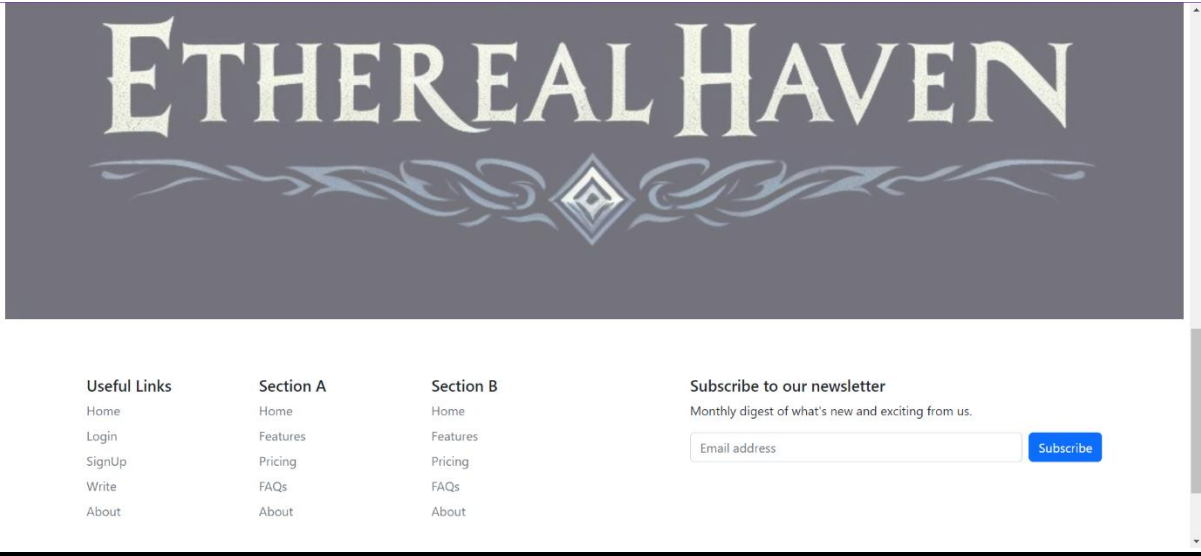 ETHEREAL HAVEN
Useful Links
Home
Login
SignUp
Write
About
Section A
Home
Features
Pricing
FAQs
About
Section B
Home
Features
Pricing
FAQs
About
Subscribe to our newsletter
Monthly digest of what's new and exciting from us.
Email address
Subscribe